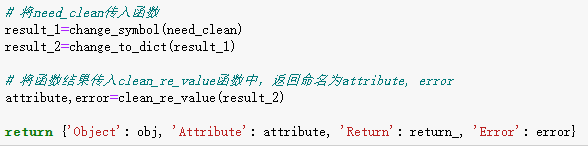 # 将need_clean传入函数
result_1=change_symbol(need_clean)
result_2=change_to_dict(result_1)
# 将函数结果传入clean_re_value函数中，返回命名为attribute, error
attribute,error=clean_re_value(result_2)
return {'Object': obj, 'Attribute': attribute, 'Return': return_, 'Error': error}